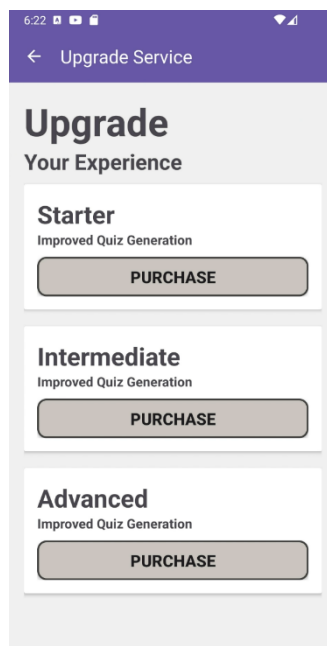 6:22
Upgrade Service
Upgrade
Your Experience
Starter
Improved Quiz Generation
PURCHASE
Intermediate
Improved Quiz Generation
PURCHASE
Advanced
Improved Quiz Generation
PURCHASE